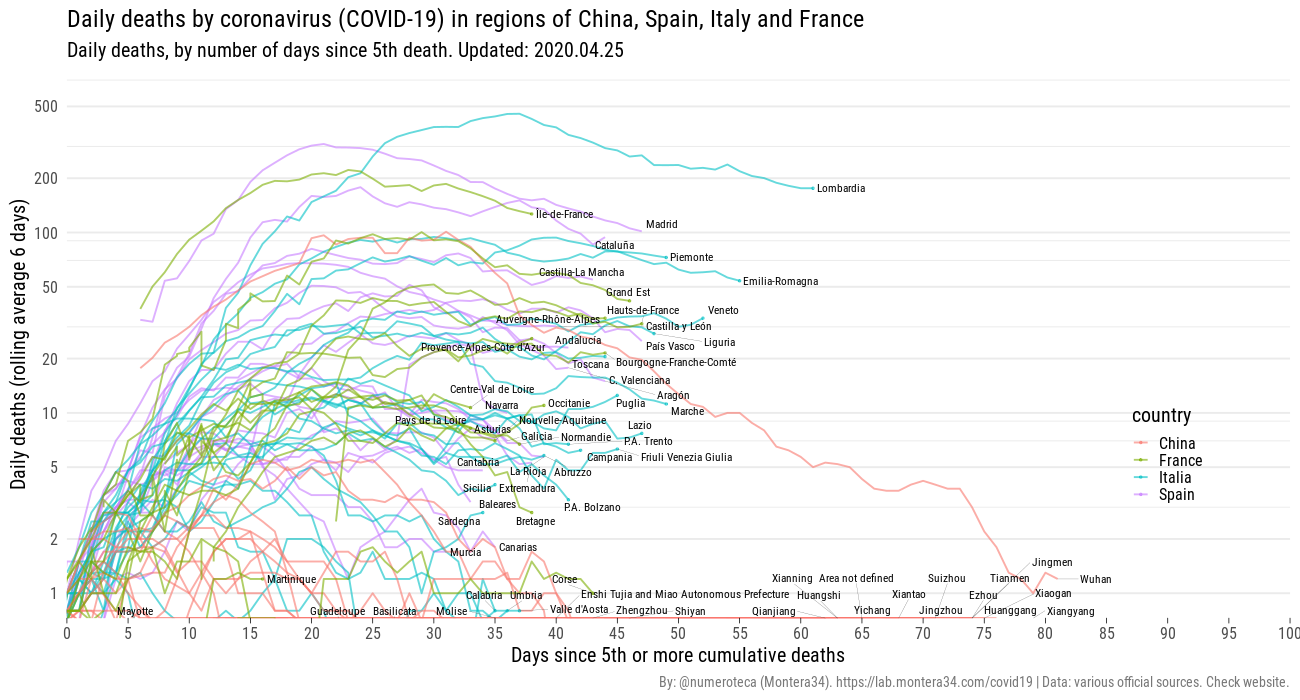 Daily deaths by coronavirus (COVID-19) in regions of China, Spain, Italy and France
Daily deaths, by number of days since 5th death. Updated: 2020.04.25
Daily deaths (rolling average 6 days)
500
200
100
50
20
10
5
2
1
Lombardia
Île-de-France
Madrid
Cataluña
Piemonte
Castilla-La Mancha
Emilia-Romagna
Grand Est
Hauts-de-France
Veneto
Auvergne-Rhône-Alpes
Castilla y León
Andalucía
Liguria
Provence-Alpes-Côte d'Azur
País Vasco
Toscana
Bourgogne-Franche-Comté
C. Valenciana
Centre-Val de Loire
Aragón
Navarra
Occitanie
Puglia
Marche
Pays de la Loire
Nouvelle-Aquitaine
Asturias
Lazio
Galicia
Normandie
P.A. Trento
Cantabria
Campania
Friuli Venezia Giulia
La Rioja
Abruzzo
Sicilia
Extremadura
Baleares
P.A. Bolzano
Sardegna
Bretagne
Murcia
Canarias
Jingmen
Martinique
Corse
Xianning
Area not defined
Suizhou
Tianmen
Wuhan
Calabria
Umbria
Enshi Tujia and Miao Autonomous Prefecture
Huangshi
Xiantao
Ezhou
Xiaogan
Mayotte
Guadeloupe
Basilicata
Molise
Valle d'Aosta
Zhengzhou
Shiyan
Qianjiang
Yichang
Jingzhou
Huanggang
Xiangyang
country
China
France
Italia
Spain
0 5 10 15 20 25 30 35 40 45 50 55 60 65 70 75 80 85 90 95 100
Days since 5th or more cumulative deaths
By: @numeroteca (Montera34). https://lab.montera34.com/covid19 | Data: various official sources. Check website.